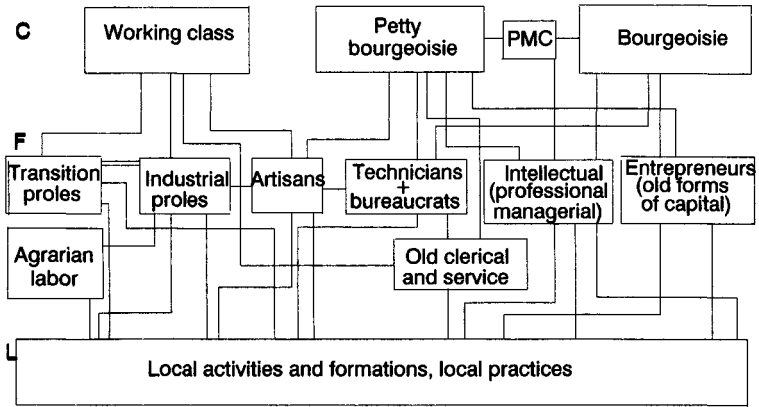 C
Working class
Petty
bourgeoisie
PMC
Bourgeoisie
F
Transition
proles
Industrial
proles
Artisans
Technicians
+
bureaucrats
Intellectual
(professional
managerial)
Entrepreneurs
(old forms
of capital)
Agrarian
labor
Old clerical
and service
L
Local activities and formations, local practices